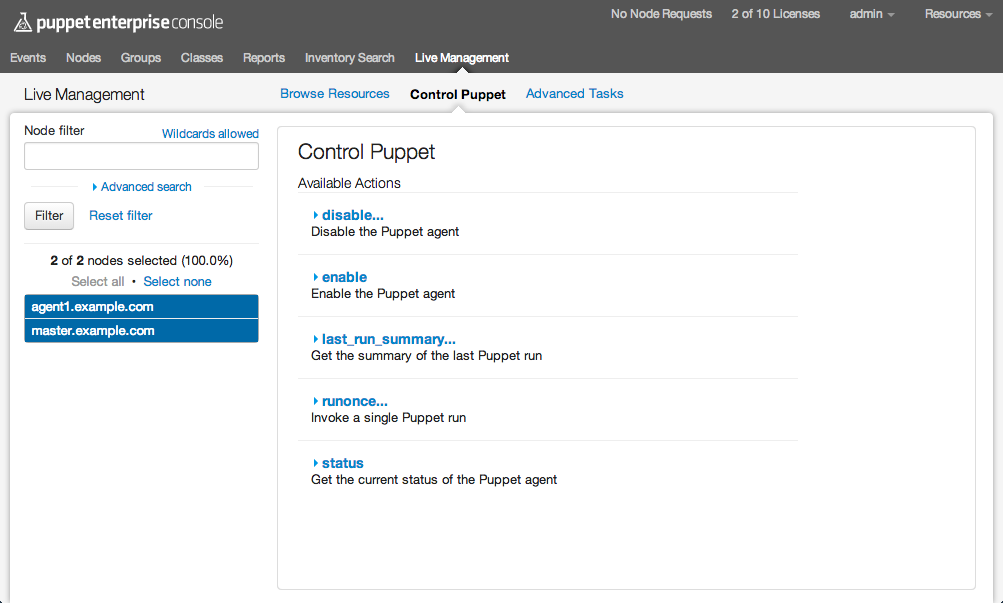 puppet enterprise console
No Node Requests 2 of 10 Licenses admin Resources
Events Nodes Groups Classes Reports Inventory Search Live Management
Live Management
Browse Resources Control Puppet Advanced Tasks
Node filter Wildcards allowed
Advanced search
Filter Reset filter
2 of 2 nodes selected (100.0%)
Select all • Select none
agent1.example.com
master.example.com
Control Puppet
Available Actions
disable...
Disable the Puppet agent
enable
Enable the Puppet agent
last_run_summary...
Get the summary of the last Puppet run
runonce...
Invoke a single Puppet run
status
Get the current status of the Puppet agent